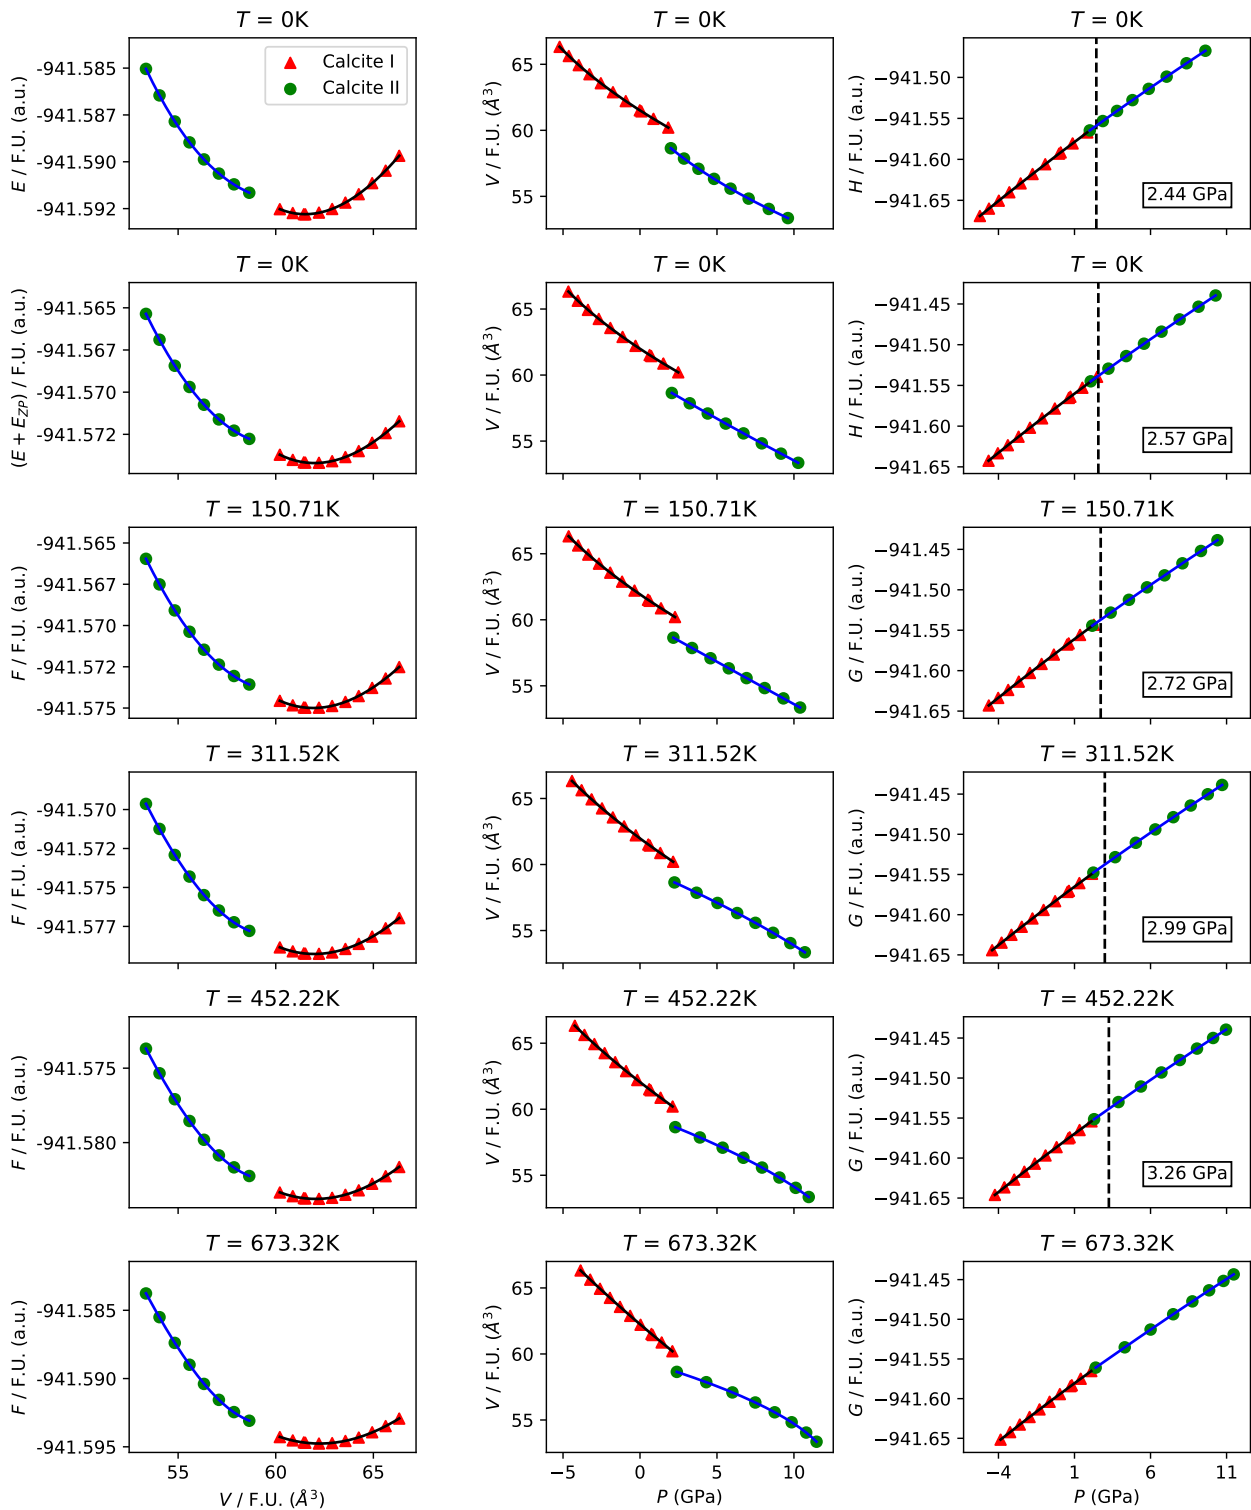 T = 0K
T = 0K
T = 0K
E / F.U. (a.u.)
-941.585
-941.587
-941.590
-941.592
Calcite I
Calcite II
V / F.U. (Å³)
65
60
55
H / F.U. (a.u.)
−941.50
−941.55
−941.60
−941.65
2.44 GPa
T = 0K
T = 0K
T = 0K
(E + E_ZP) / F.U. (a.u.)
-941.565
-941.567
-941.570
-941.572
V / F.U. (Å³)
65
60
55
H / F.U. (a.u.)
−941.45
−941.50
−941.55
−941.60
−941.65
2.57 GPa
T = 150.71K
T = 150.71K
T = 150.71K
F / F.U. (a.u.)
-941.565
-941.567
-941.570
-941.572
-941.575
V / F.U. (Å³)
65
60
55
G / F.U. (a.u.)
−941.45
−941.50
−941.55
−941.60
−941.65
2.72 GPa
T = 311.52K
T = 311.52K
T = 311.52K
F / F.U. (a.u.)
-941.570
-941.572
-941.575
-941.577
V / F.U. (Å³)
65
60
55
G / F.U. (a.u.)
−941.45
−941.50
−941.55
−941.60
−941.65
2.99 GPa
T = 452.22K
T = 452.22K
T = 452.22K
F / F.U. (a.u.)
-941.575
-941.580
V / F.U. (Å³)
65
60
55
G / F.U. (a.u.)
−941.45
−941.50
−941.55
−941.60
−941.65
3.26 GPa
T = 673.32K
T = 673.32K
T = 673.32K
F / F.U. (a.u.)
-941.585
-941.590
-941.595
V / F.U. (Å³)
65
60
55
G / F.U. (a.u.)
−941.45
−941.50
−941.55
−941.60
−941.65
55 60 65
−5 0 5 10
−4 1 6 11
V / F.U. (Å³)
P (GPa)
P (GPa)